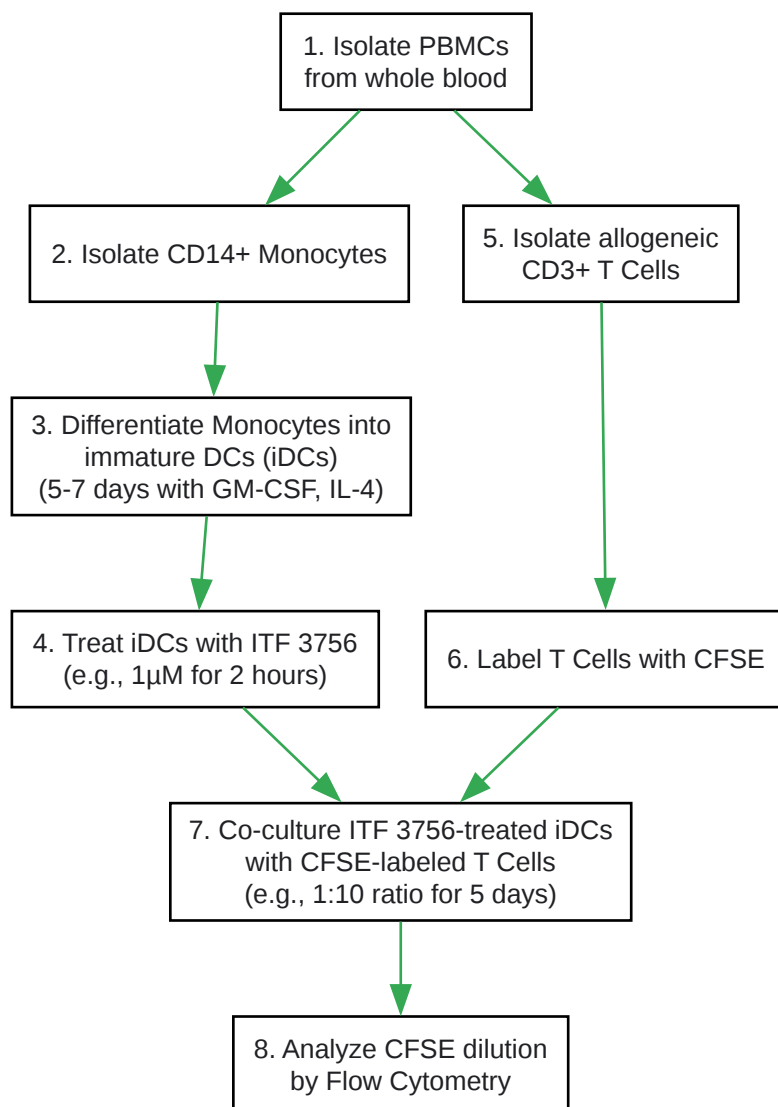 1. Isolate PBMCs
from whole blood
2. Isolate CD14+ Monocytes
5. Isolate allogeneic
CD3+ T Cells
3. Differentiate Monocytes into
immature DCs (iDCs)
(5-7 days with GM-CSF, IL-4)
4. Treat iDCs with ITF 3756
(e.g., 1µM for 2 hours)
6. Label T Cells with CFSE
7. Co-culture ITF 3756-treated iDCs
with CFSE-labeled T Cells
(e.g., 1:10 ratio for 5 days)
8. Analyze CFSE dilution
by Flow Cytometry